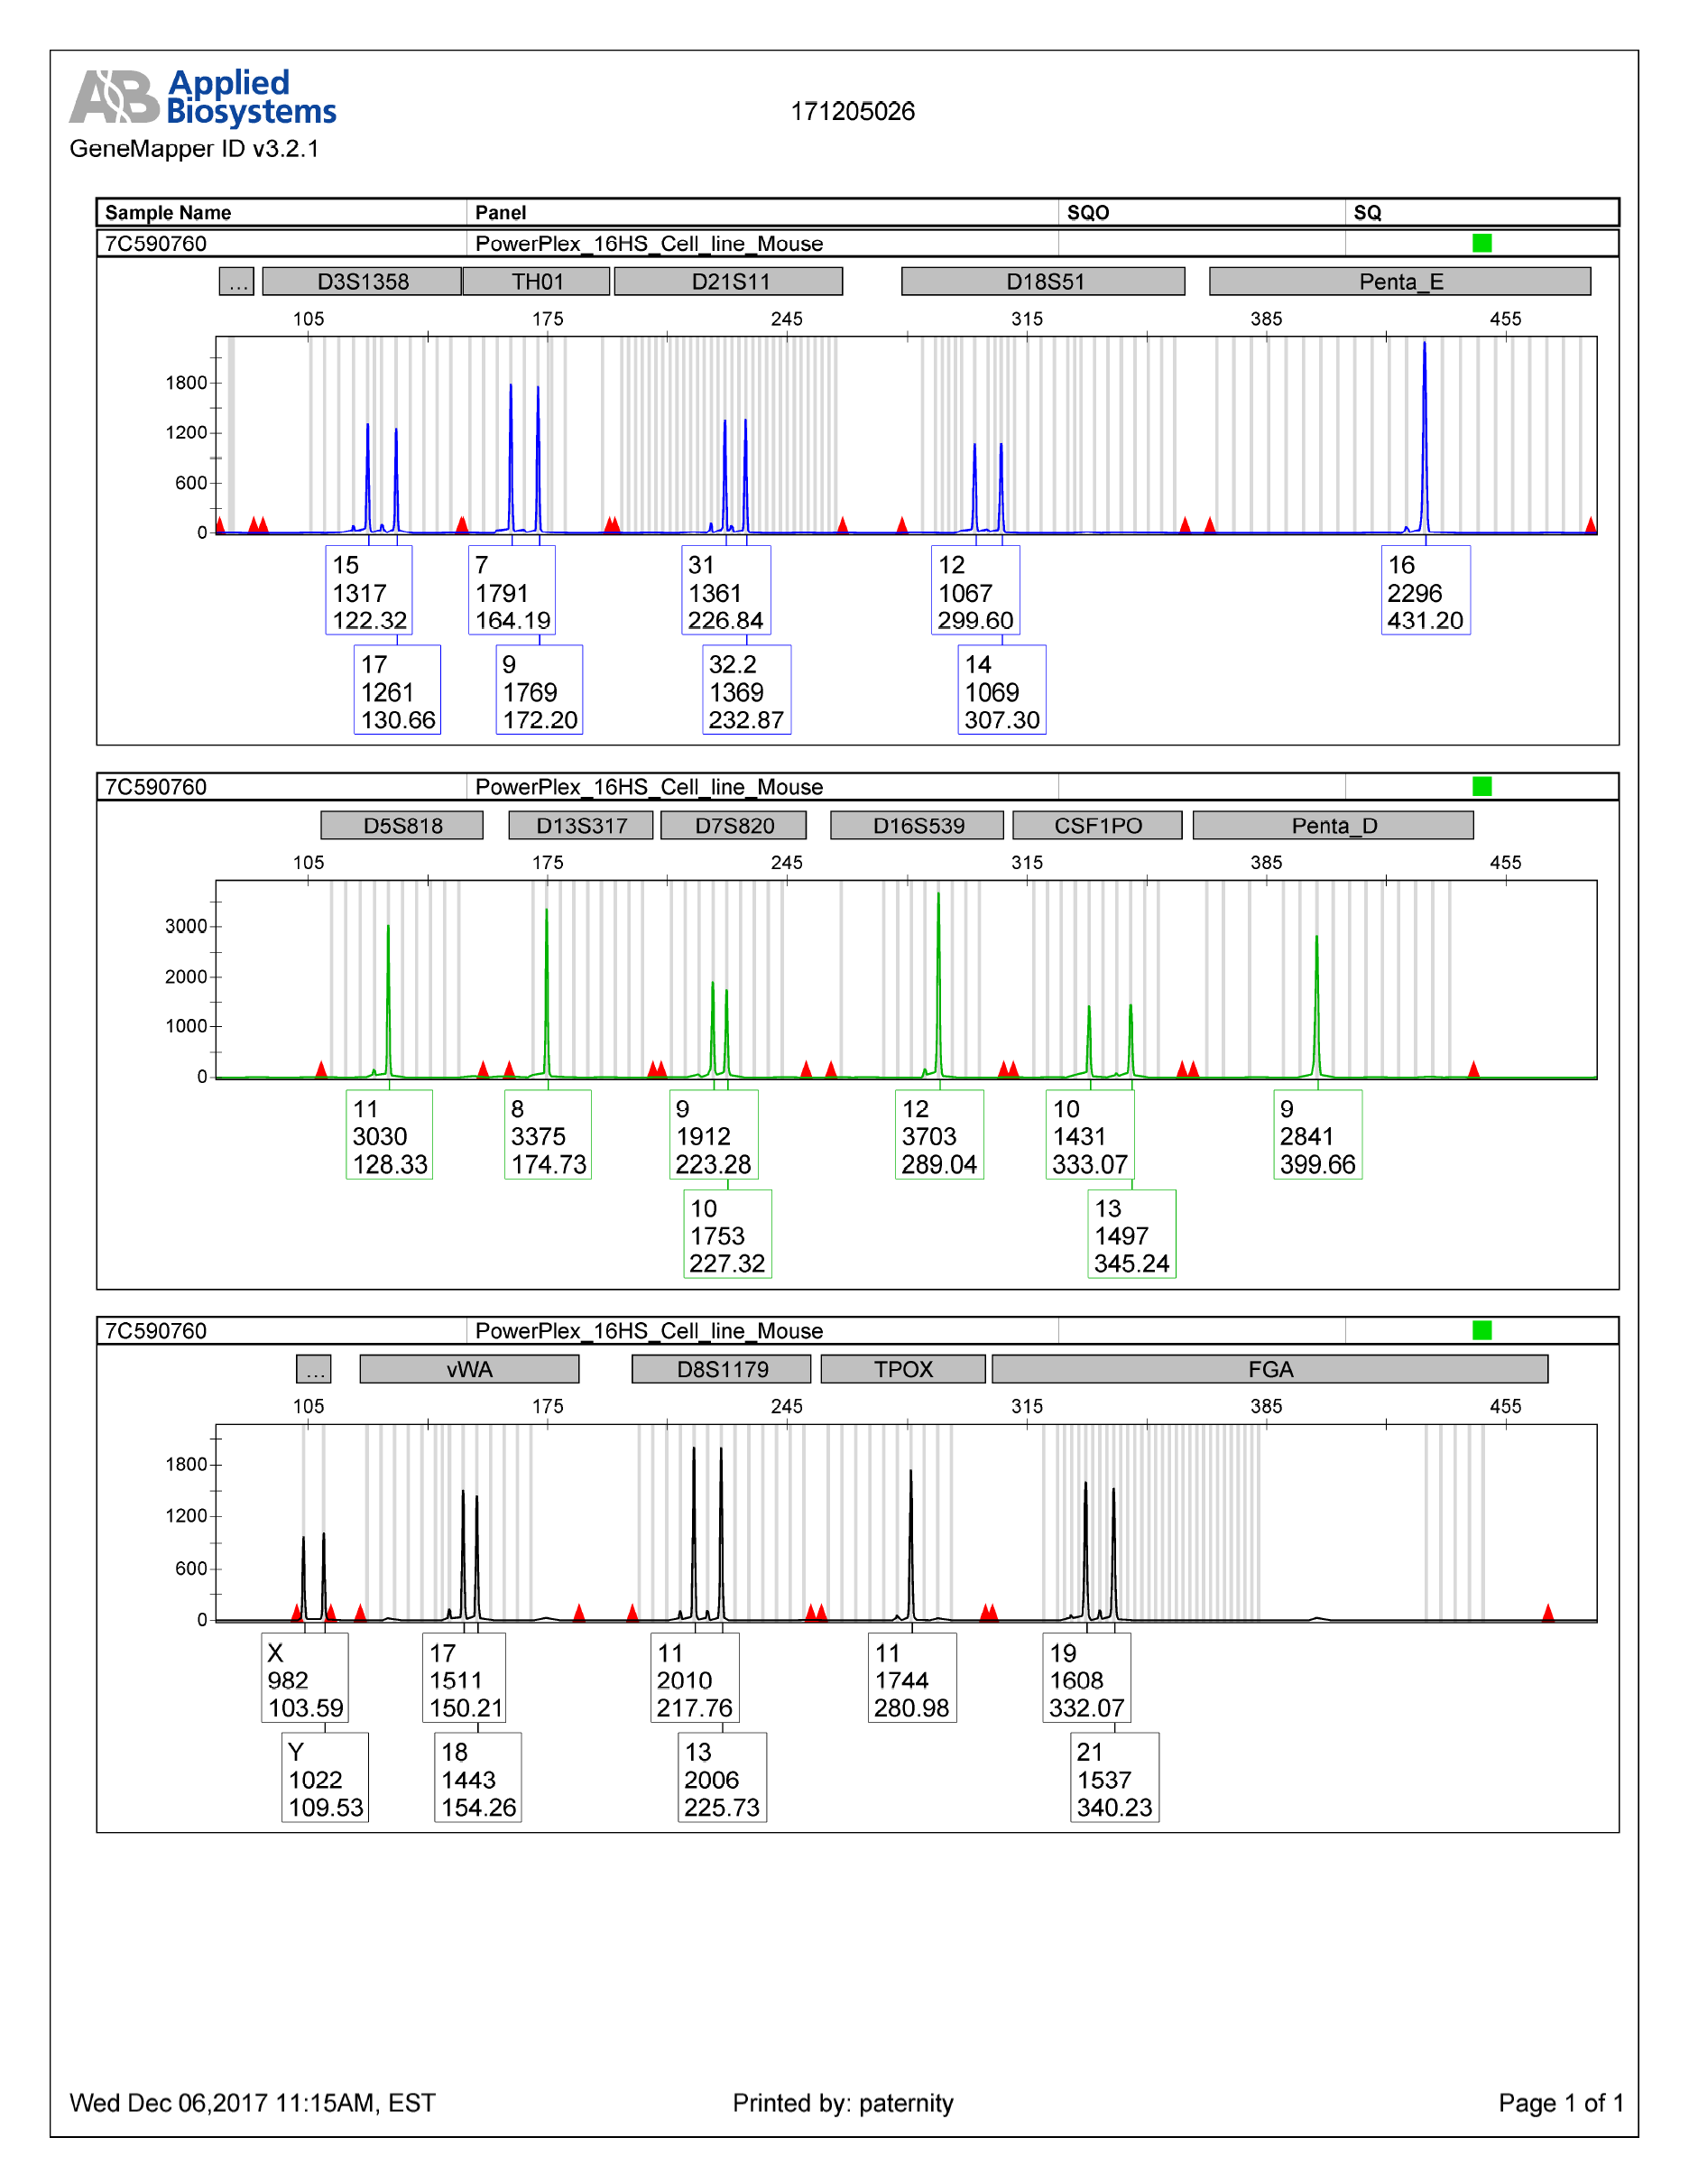 AB Applied
Biosystems
171205026
GeneMapper ID v3.2.1
Sample Name Panel SQO SQ
7C590760 PowerPlex_16HS_Cell_line_Mouse
... D3S1358 TH01 D21S11 D18S51 Penta_E
105 175 245 315 385 455
1800
1200
600
0
15 7 31 12 16
1317 1791 1361 1067 2296
122.32 164.19 226.84 299.60 431.20
17 9 32.2 14
1261 1769 1369 1069
130.66 172.20 232.87 307.30
7C590760 PowerPlex_16HS_Cell_line_Mouse
D5S818 D13S317 D7S820 D16S539 CSF1PO Penta_D
105 175 245 315 385 455
3000
2000
1000
0
11 8 9 12 10 9
3030 3375 1912 3703 1431 2841
128.33 174.73 223.28 289.04 333.07 399.66
10 13
1753 1497
227.32 345.24
7C590760 PowerPlex_16HS_Cell_line_Mouse
... vWA D8S1179 TPOX FGA
105 175 245 315 385 455
1800
1200
600
0
X 17 11 11 19
982 1511 2010 1744 1608
103.59 150.21 217.76 280.98 332.07
Y 18 13 21
1022 1443 2006 1537
109.53 154.26 225.73 340.23
Wed Dec 06,2017 11:15AM, EST Printed by: paternity Page 1 of 1